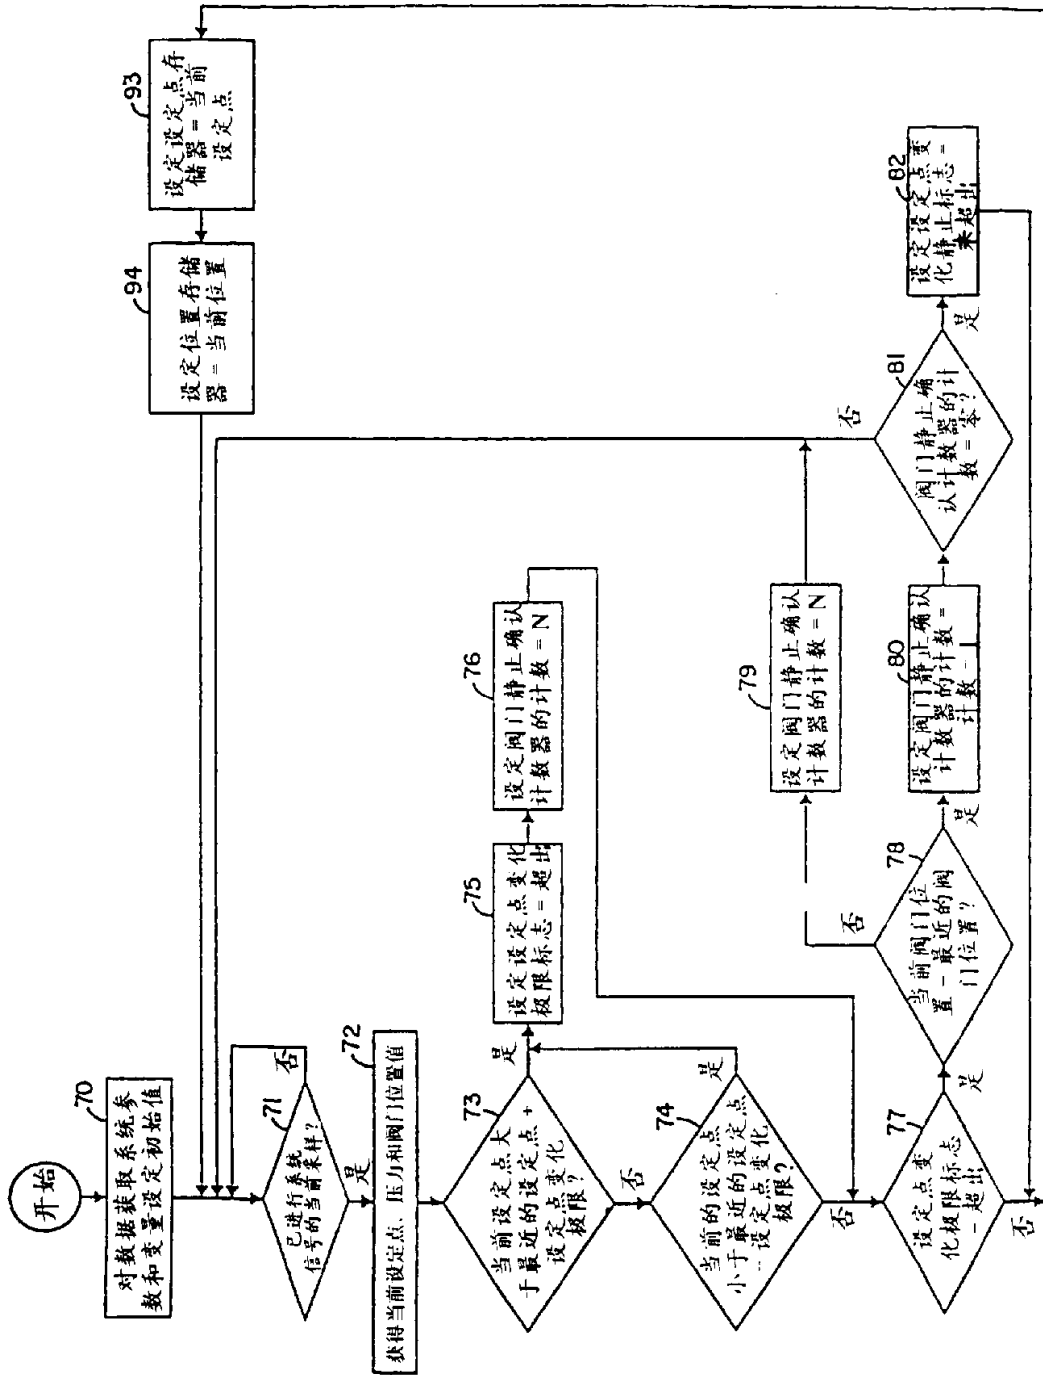 开始
70
对数据获取系统参
数和变量设定初始值
已进行系统
信号的当前采样?
71
否
是
72
获得当前设定点、压力和阀门位置值
73
当前设定点大
于最近的设定点 +
设定点变化
极限?
是
否
74
当前的设定点
小于最近的设定点
-- 设定点变化
极限?
是
否
75
设定设定点变化
极限标志=超出
76
设定阀门静止确认
计数器的计数=N
77
设定点变
化极限标志
- 超出
是
否
78
当前阀门位
置 - 最近的阀
门位置?
否
是
79
设定阀门静止确认
计数器的计数=N
80
设定阀门静止确认
计数器的计数=
计数-1
81
阀门静止确
认计数器的计
数=零?
否
是
82
设定设定点变
化静止标志=
来超出
93
设定设定点存
储器=当前
设定点
94
设定位置存储
器=当前位置